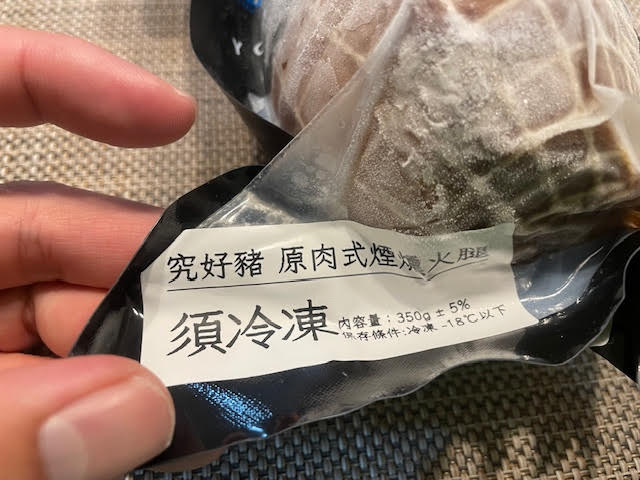 究好豬 原肉式煙燻火腿
須冷凍
內容量：350g ± 5%
保存條件:冷凍 -18℃以下